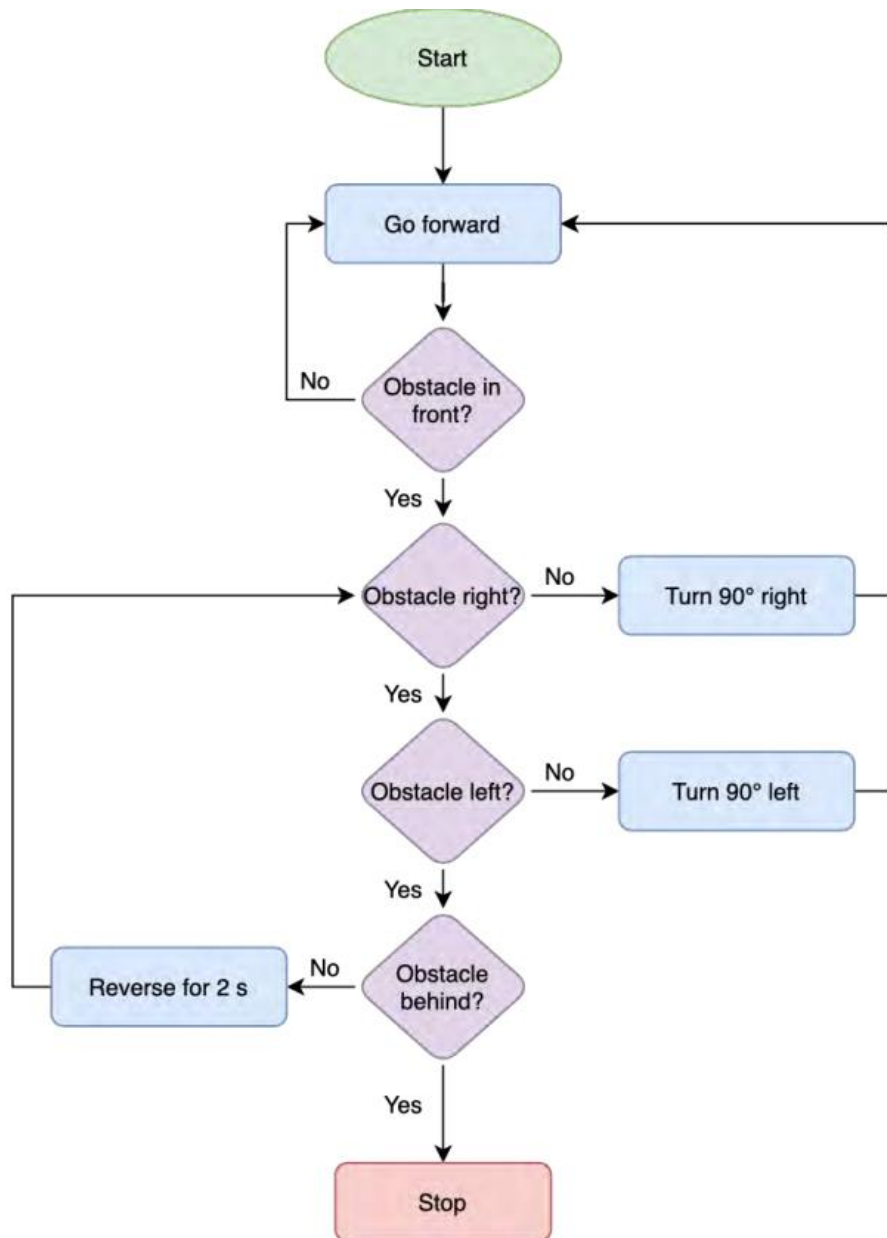 Start
Go forward
No
Obstacle in
front?
Yes
Obstacle right?
No
Turn 90° right
Yes
Obstacle left?
No
Turn 90° left
Yes
Reverse for 2 s
No
Obstacle
behind?
Yes
Stop